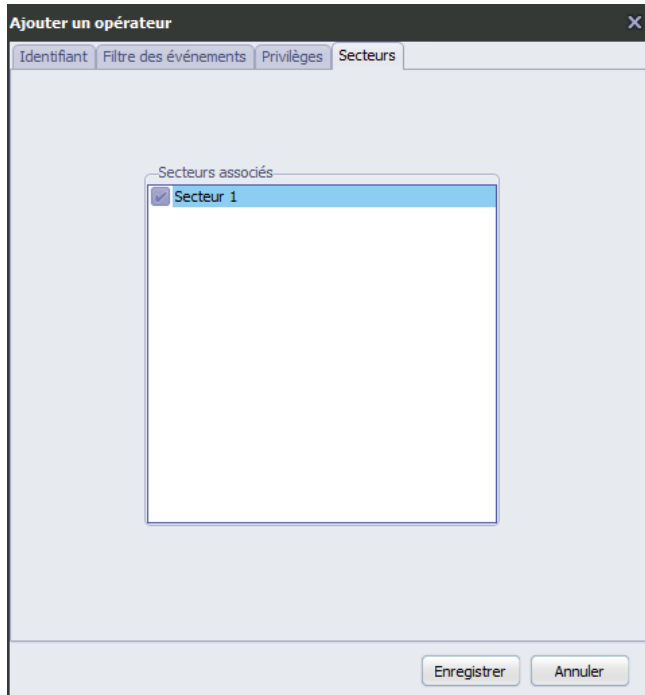 Ajouter un opérateur
Identifiant Filtre des événements Privilèges Secteurs
Secteurs associés
Secteur 1
Enregistrer Annuler